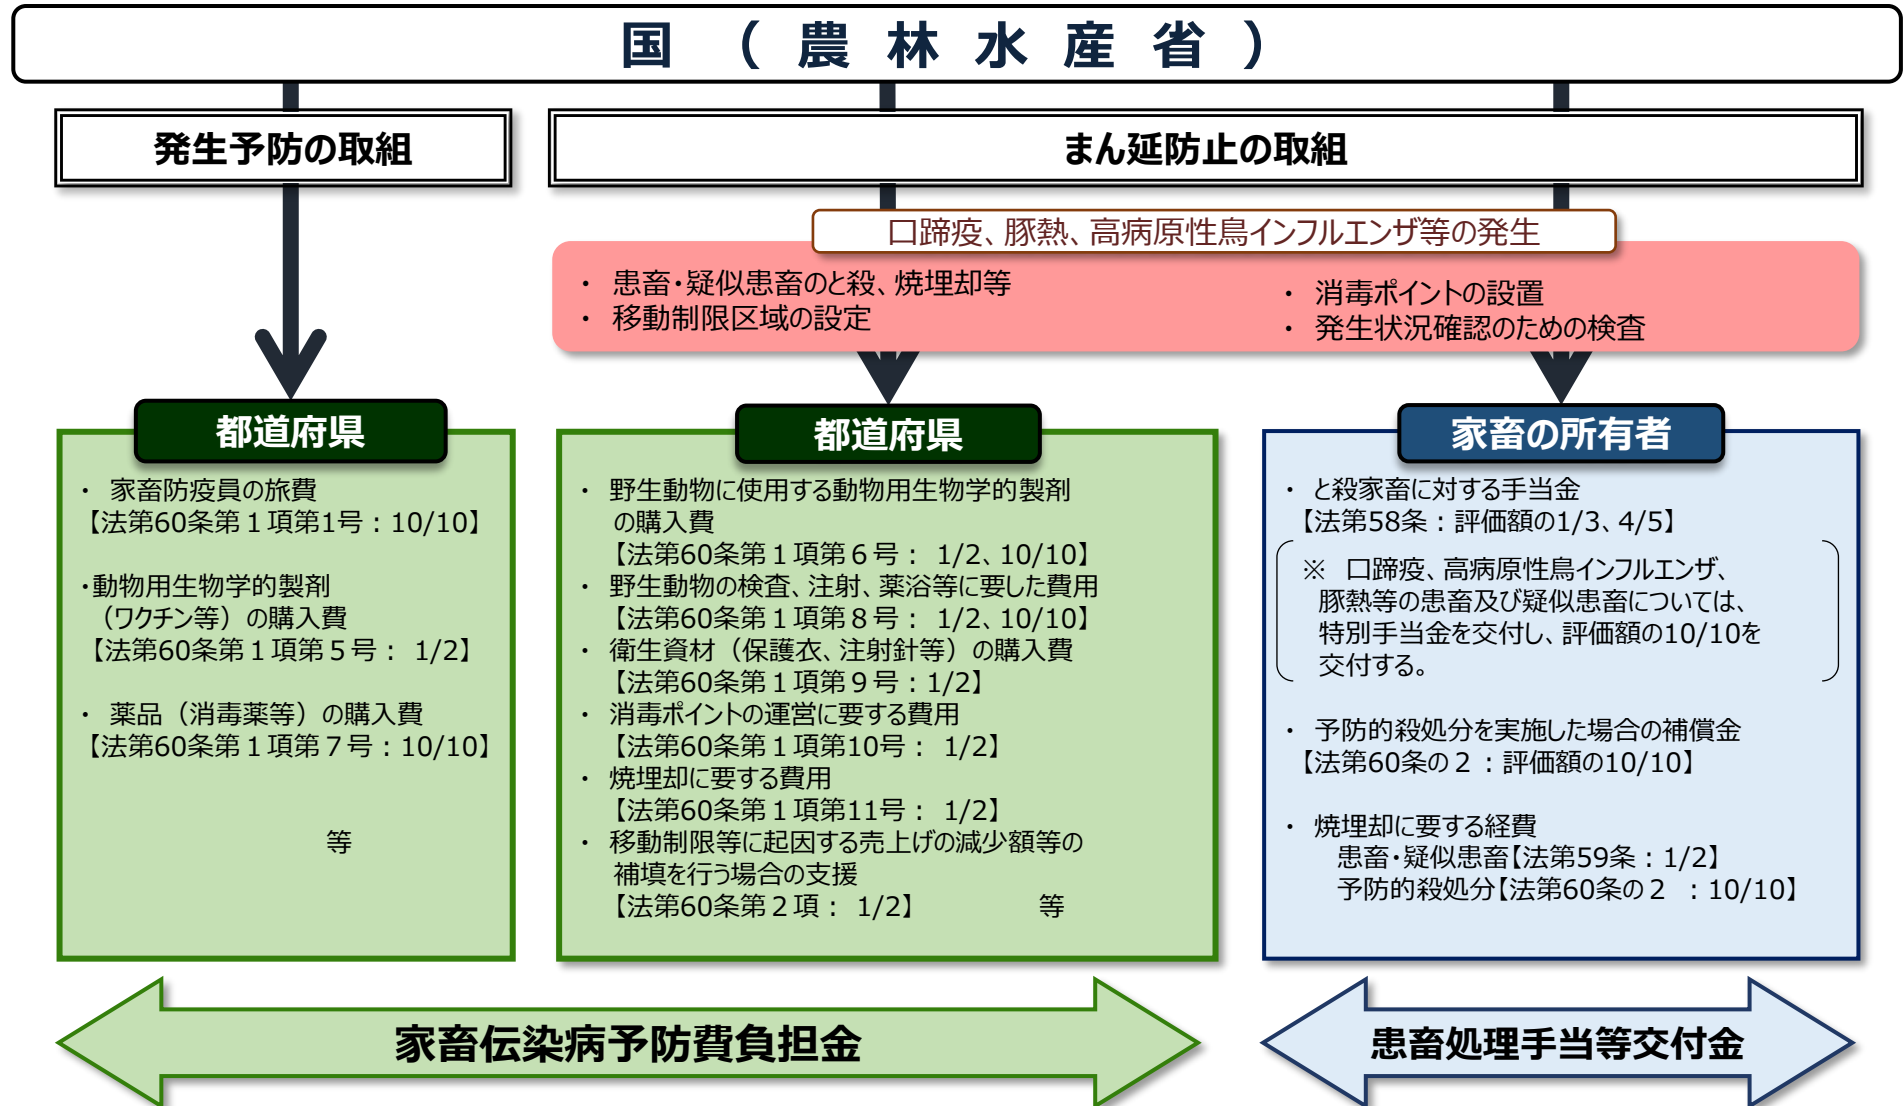 国（農林水産省）
発生予防の取組
まん延防止の取組
口蹄疫、豚熱、高病原性鳥インフルエンザ等の発生
・ 患畜・疑似患畜のと殺、焼埋却等
・ 移動制限区域の設定
・ 消毒ポイントの設置
・ 発生状況確認のための検査
都道府県
・ 家畜防疫員の旅費
【法第60条第１項第1号：10/10】
・動物用生物学的製剤
（ワクチン等）の購入費
【法第60条第１項第５号： 1/2】
・ 薬品（消毒薬等）の購入費
【法第60条第１項第７号：10/10】
等
都道府県
・ 野生動物に使用する動物用生物学的製剤
の購入費
【法第60条第１項第６号： 1/2、10/10】
・ 野生動物の検査、注射、薬浴等に要した費用
【法第60条第１項第８号： 1/2、10/10】
・ 衛生資材（保護衣、注射針等）の購入費
【法第60条第１項第９号：1/2】
・ 消毒ポイントの運営に要する費用
【法第60条第１項第10号： 1/2】
・ 焼埋却に要する費用
【法第60条第１項第11号： 1/2】
・ 移動制限等に起因する売上げの減少額等の
補填を行う場合の支援
【法第60条第２項： 1/2】 等
家畜の所有者
・ と殺家畜に対する手当金
【法第58条：評価額の1/3、4/5】
※ 口蹄疫、高病原性鳥インフルエンザ、
豚熱等の患畜及び疑似患畜については、
特別手当金を交付し、評価額の10/10を
交付する。
・ 予防的殺処分を実施した場合の補償金
【法第60条の２：評価額の10/10】
・ 焼埋却に要する経費
患畜・疑似患畜【法第59条：1/2】
予防的殺処分【法第60条の２ ：10/10】
家畜伝染病予防費負担金
患畜処理手当等交付金